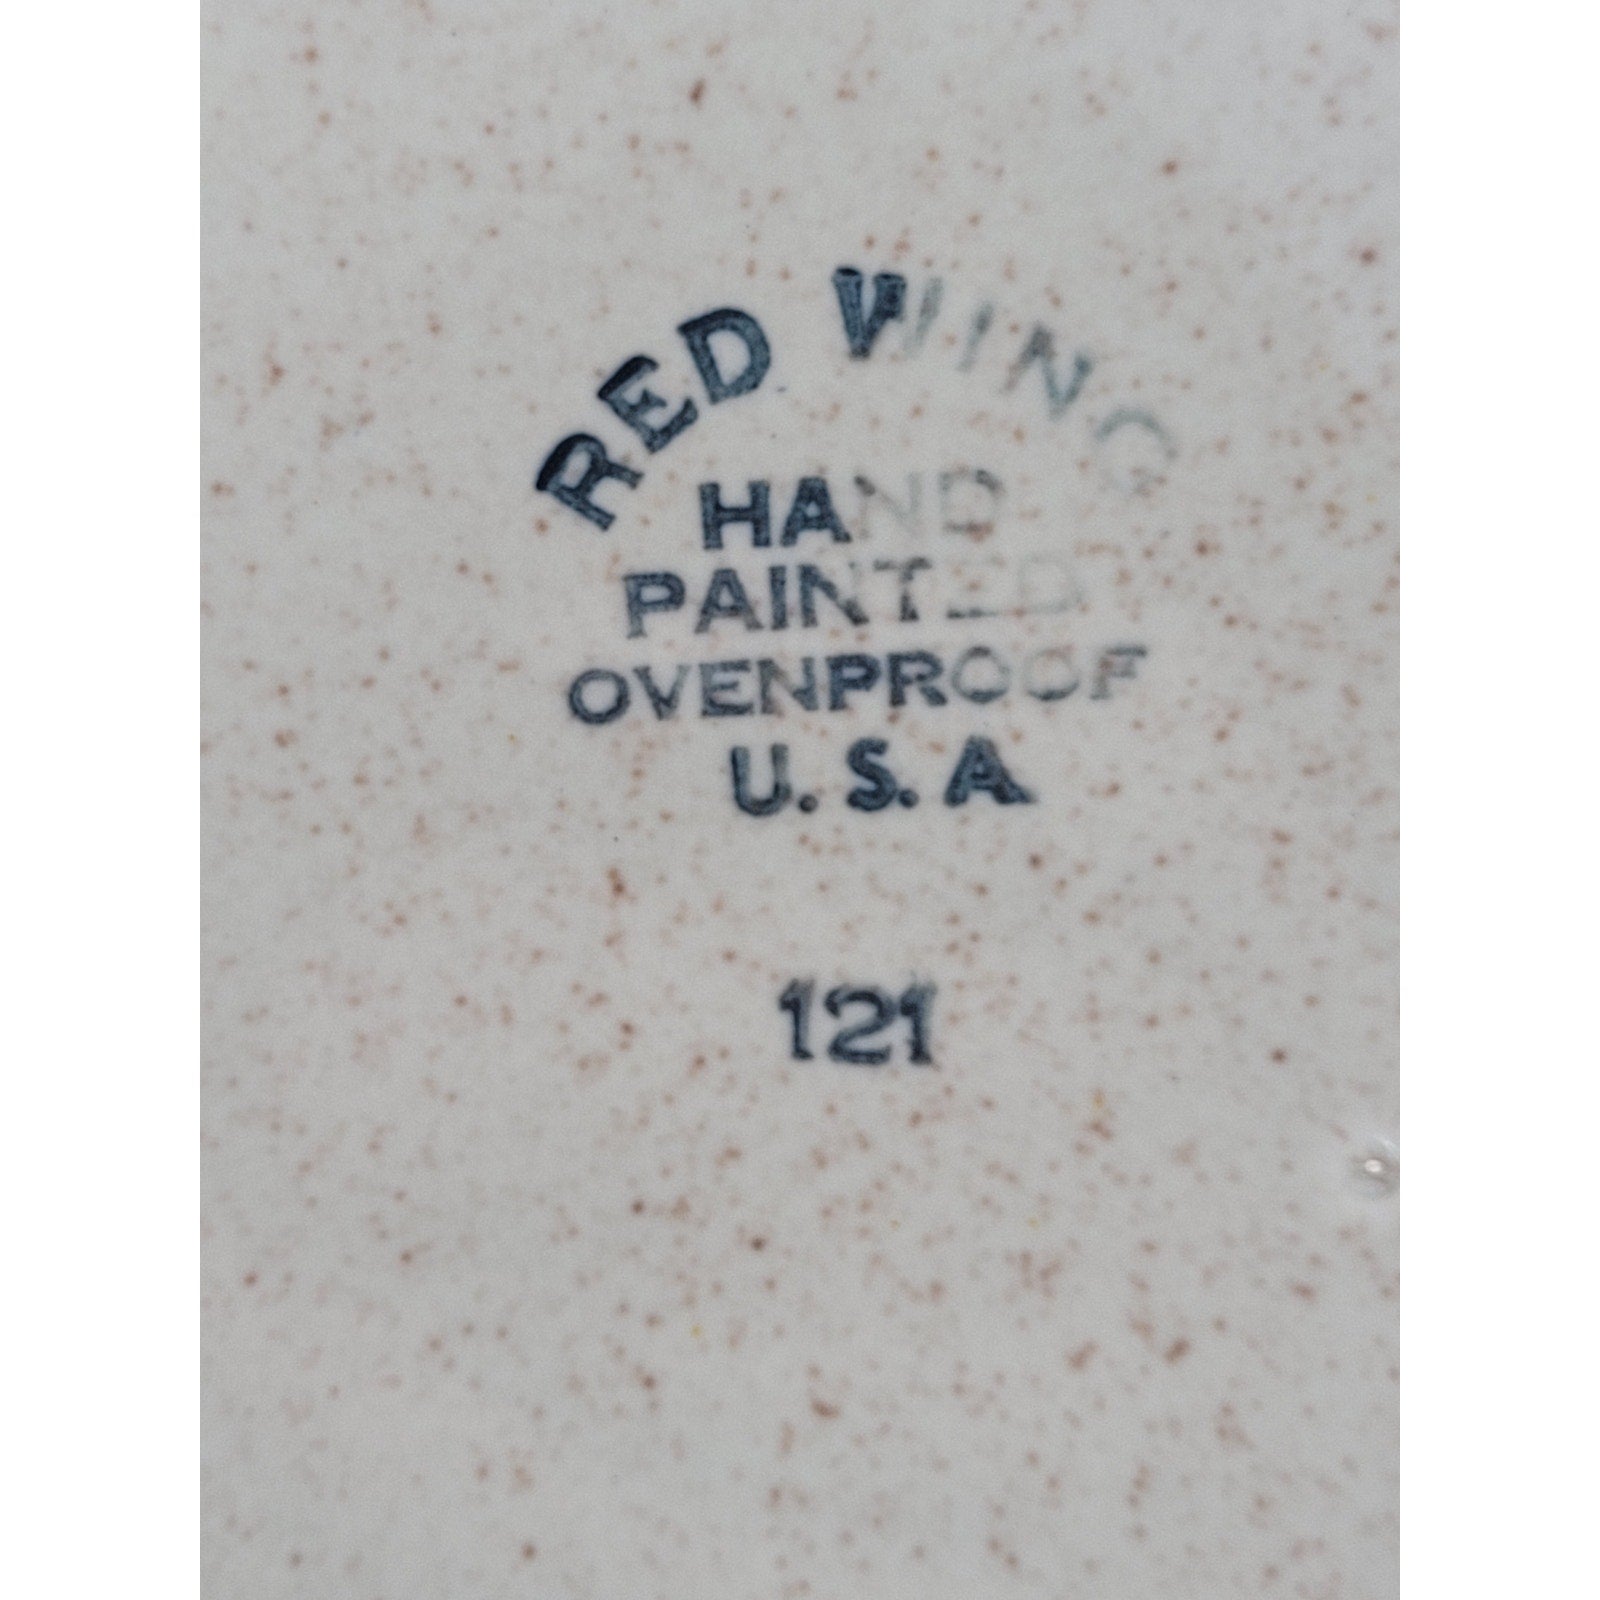 RED WING
HAND
PAINTED
OVENPROOF
U.S.A
121